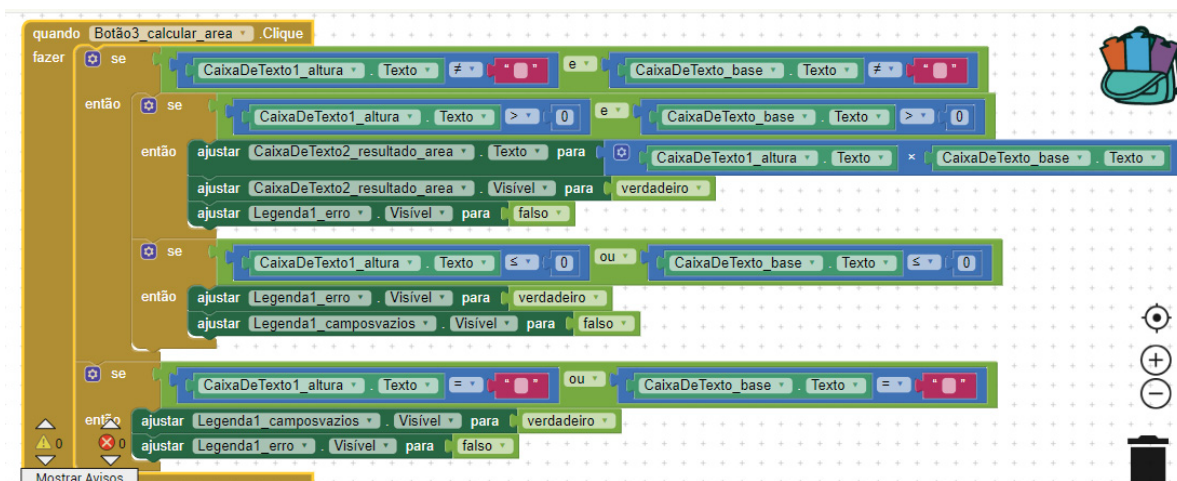 quando Botão3_calcular_area .Clique
fazer se CaixaDeTexto1_altura . Texto ≠ " " e CaixaDeTexto_base . Texto ≠ " "
então se CaixaDeTexto1_altura . Texto > 0 e CaixaDeTexto_base . Texto > 0
então ajustar CaixaDeTexto2_resultado_area . Texto para CaixaDeTexto1_altura . Texto × CaixaDeTexto_base . Texto
ajustar CaixaDeTexto2_resultado_area . Visível para verdadeiro
ajustar Legenda1_erro . Visível para falso
se CaixaDeTexto1_altura . Texto ≤ 0 ou CaixaDeTexto_base . Texto ≤ 0
então ajustar Legenda1_erro . Visível para verdadeiro
ajustar Legenda1_camposvazios . Visível para falso
se CaixaDeTexto1_altura . Texto = " " ou CaixaDeTexto_base . Texto = " "
então ajustar Legenda1_camposvazios . Visível para verdadeiro
ajustar Legenda1_erro . Visível para falso
0 0
Mostrar Avisos